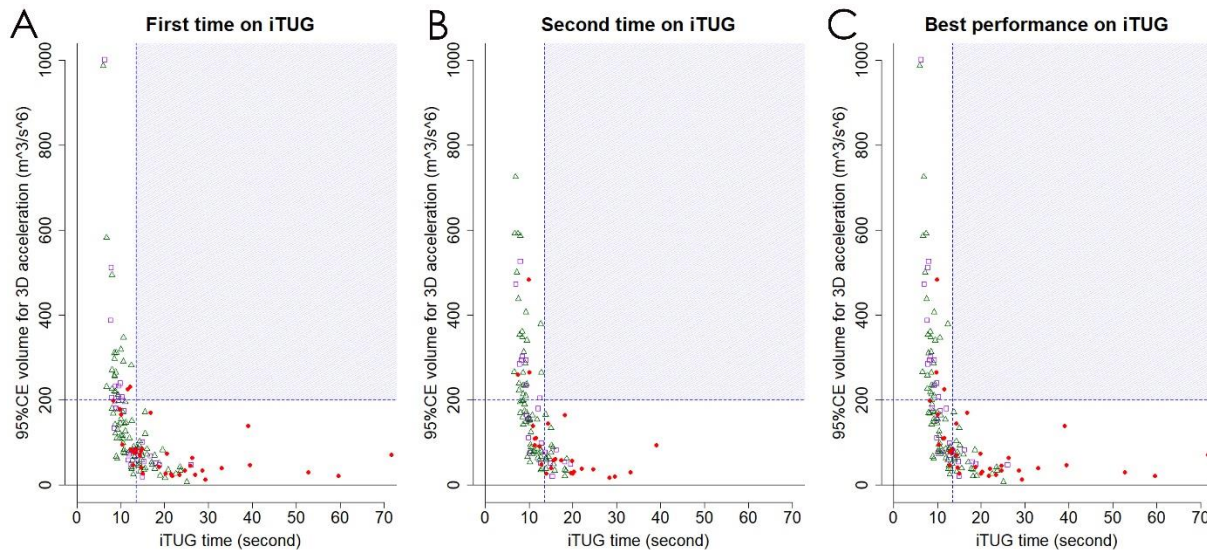 A
First time on iTUG
95%CE volume for 3D acceleration (m^3/s^6)
1000
800
600
400
200
0
0 10 20 30 40 50 60 70
iTUG time (second)
B
Second time on iTUG
95%CE volume for 3D acceleration (m^3/s^6)
1000
800
600
400
200
0
0 10 20 30 40 50 60 70
iTUG time (second)
C
Best performance on iTUG
95%CE volume for 3D acceleration (m^3/s^6)
1000
800
600
400
200
0
0 10 20 30 40 50 60 70
iTUG time (second)